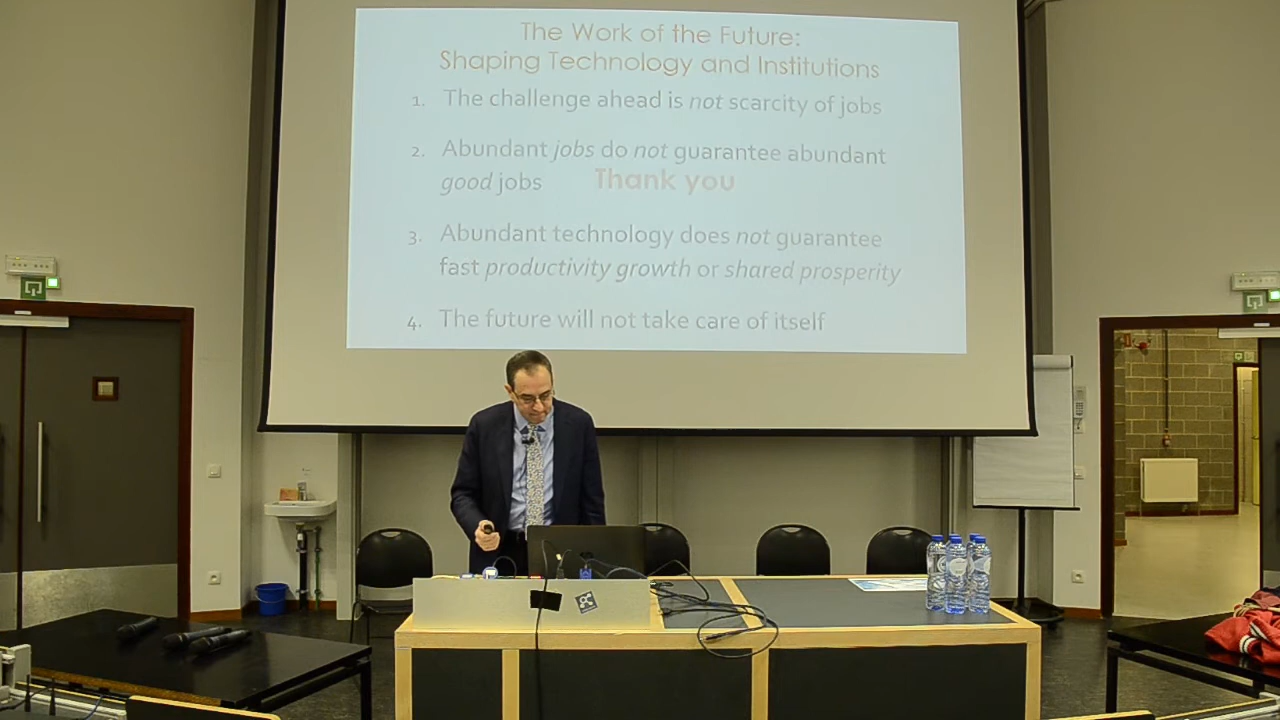 The Work of the Future:
Shaping Technology and Institutions
1. The challenge ahead is not scarcity of jobs
2. Abundant jobs do not guarantee abundant
good jobs
Thank you
3. Abundant technology does not guarantee
fast productivity growth or shared prosperity
4. The future will not take care of itself